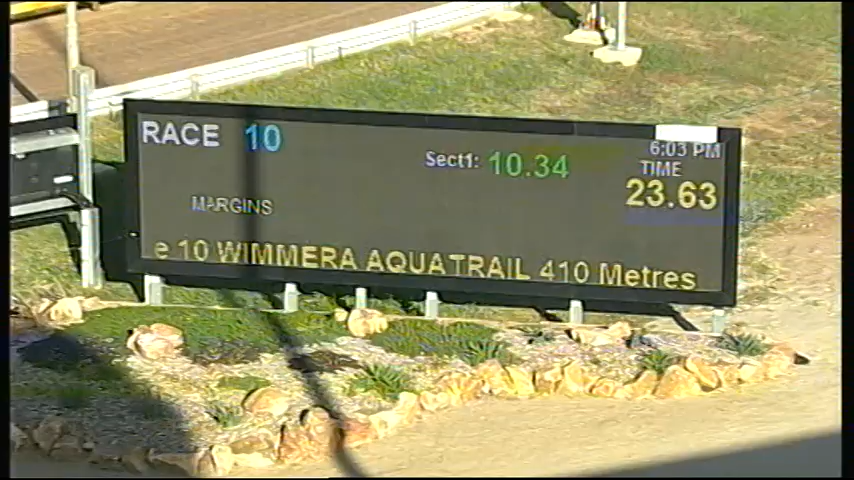 RACE 10
Sect1: 10.34
6:03 PM
TIME
23.63
MARGINS
e 10 WIMMERA AQUATRAIL 410 Metres